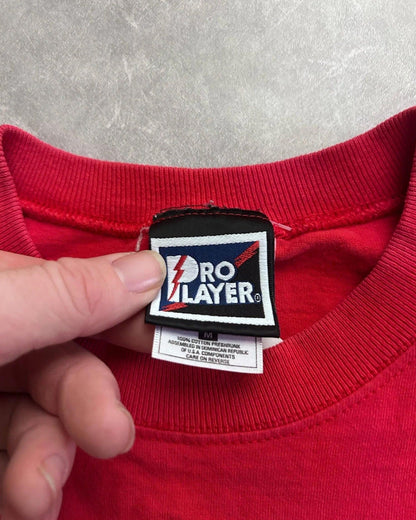 PRO
PLAYER®
M
100% COTTON PRESHRUNK
ASSEMBLED IN DOMINICAN REPUBLIC
OF U.S.A. COMPONENTS
CARE ON REVERSE